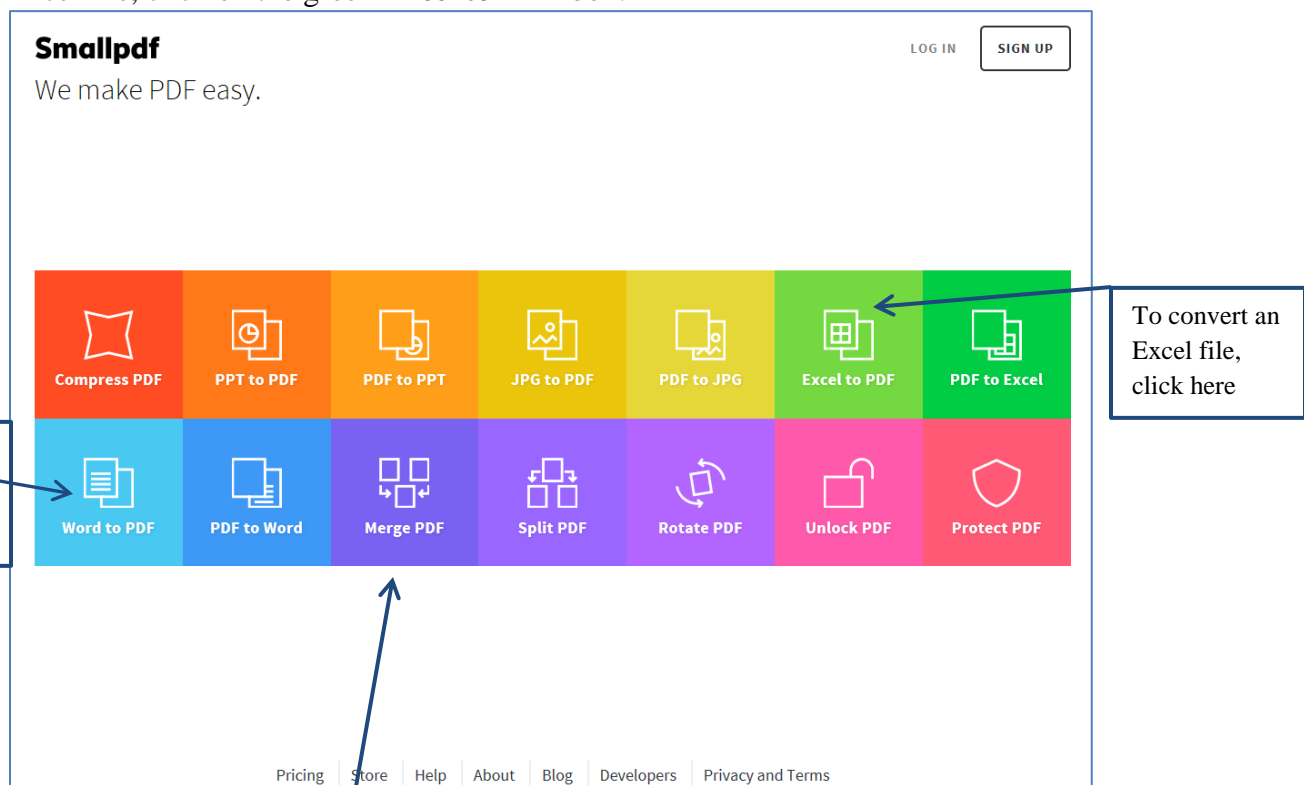 Smallpdf
LOG IN
SIGN UP
We make PDF easy.
Compress PDF
PPT to PDF
PDF to PPT
JPG to PDF
PDF to JPG
Excel to PDF
PDF to Excel
To convert an
Excel file,
click here
Word to PDF
PDF to Word
Merge PDF
Split PDF
Rotate PDF
Unlock PDF
Protect PDF
Pricing
Store
Help
About
Blog
Developers
Privacy and Terms